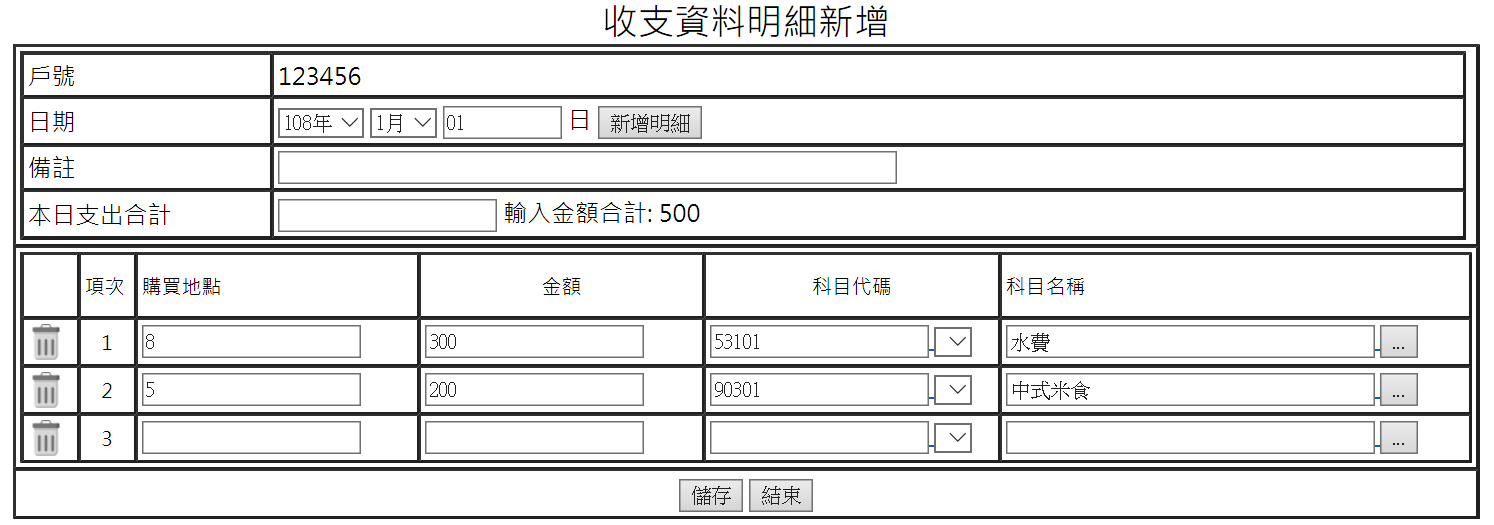 收支資料明細新增
戶號 123456
日期 108年 1月 01 日 新增明細
備註
本日支出合計 輸入金額合計: 500
項次 購買地點 金額 科目代碼 科目名稱
1 8 300 53101 水費 ...
2 5 200 90301 中式米食 ...
3 ...
儲存 結束